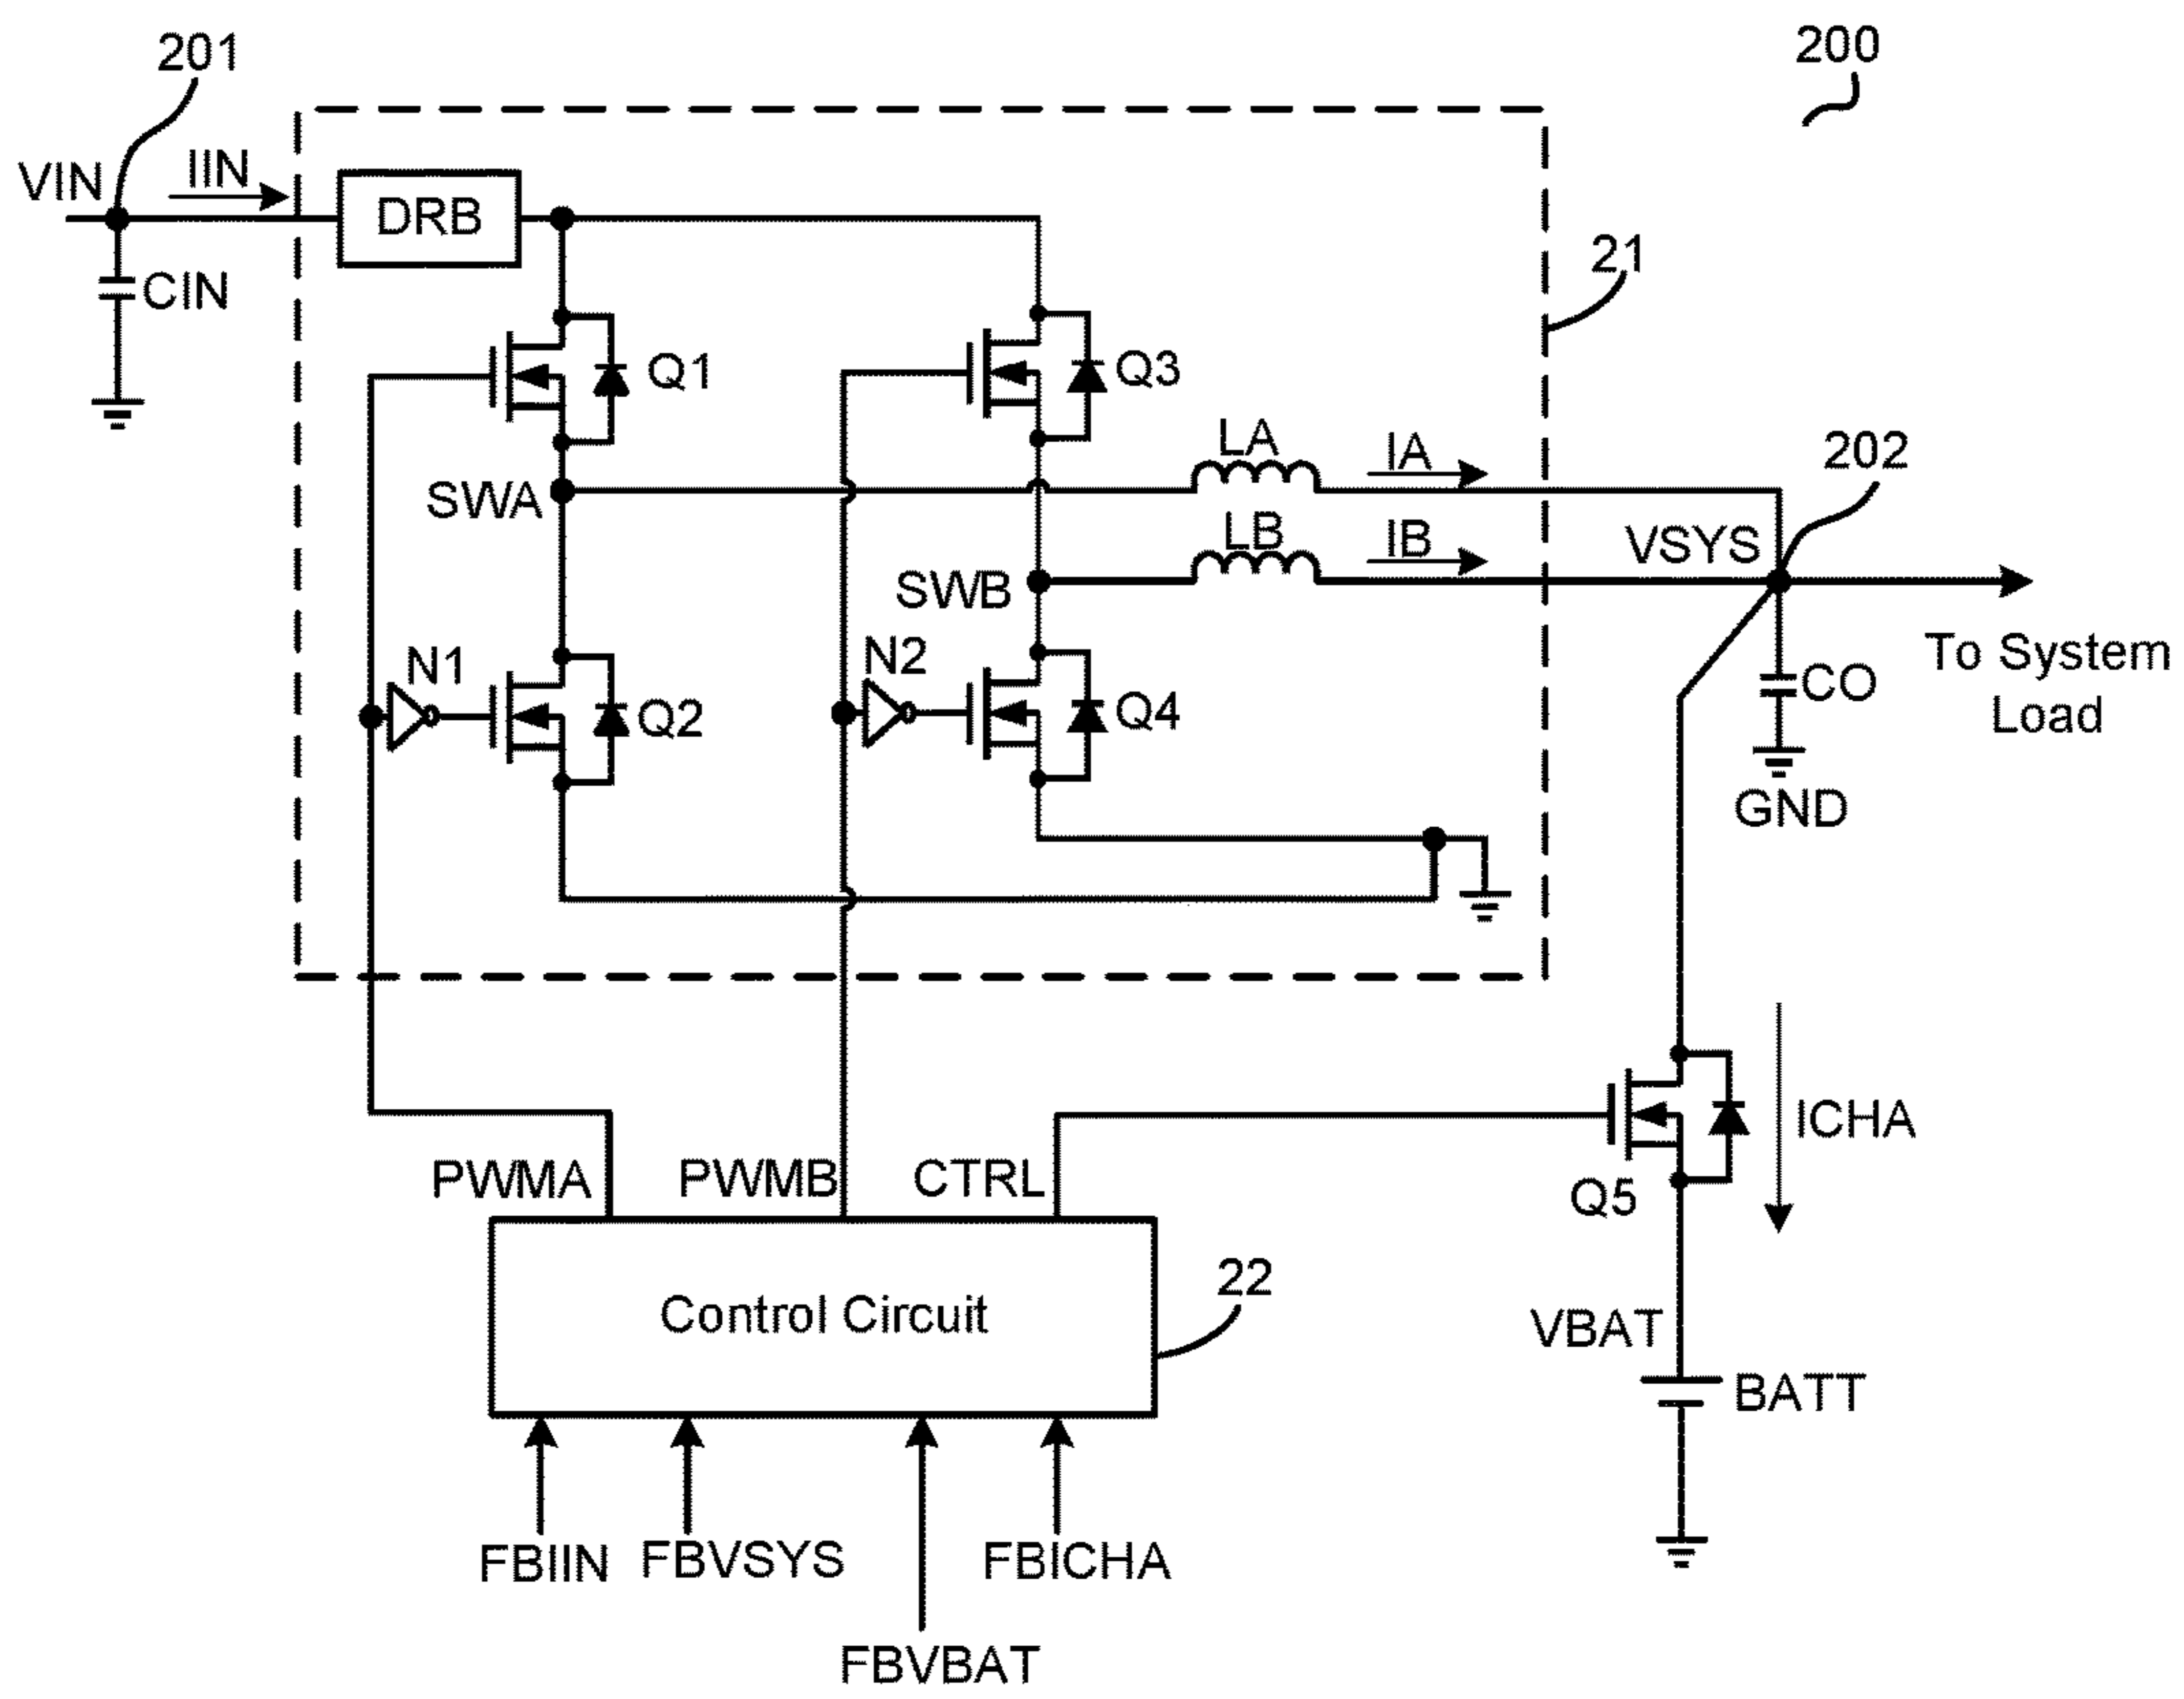 201
200
VIN
IIN
DRB
CIN
21
Q1
Q3
LA
IA
202
SWA
LB
IB
VSYS
SWB
N1
N2
To System
Load
Q2
Q4
CO
GND
ICHA
PWMA
PWMB
CTRL
Q5
22
Control Circuit
VBAT
BATT
FBIIN
FBVSYS
FBICHA
FBVBAT